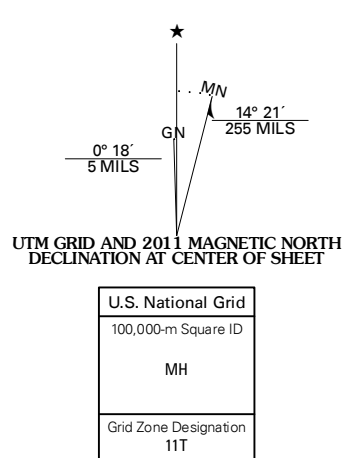 ★
MN
14° 21´
255 MILS
GN
0° 18´
5 MILS
UTM GRID AND 2011 MAGNETIC NORTH
DECLINATION AT CENTER OF SHEET
U.S. National Grid
100,000-m Square ID
MH
Grid Zone Designation
11T